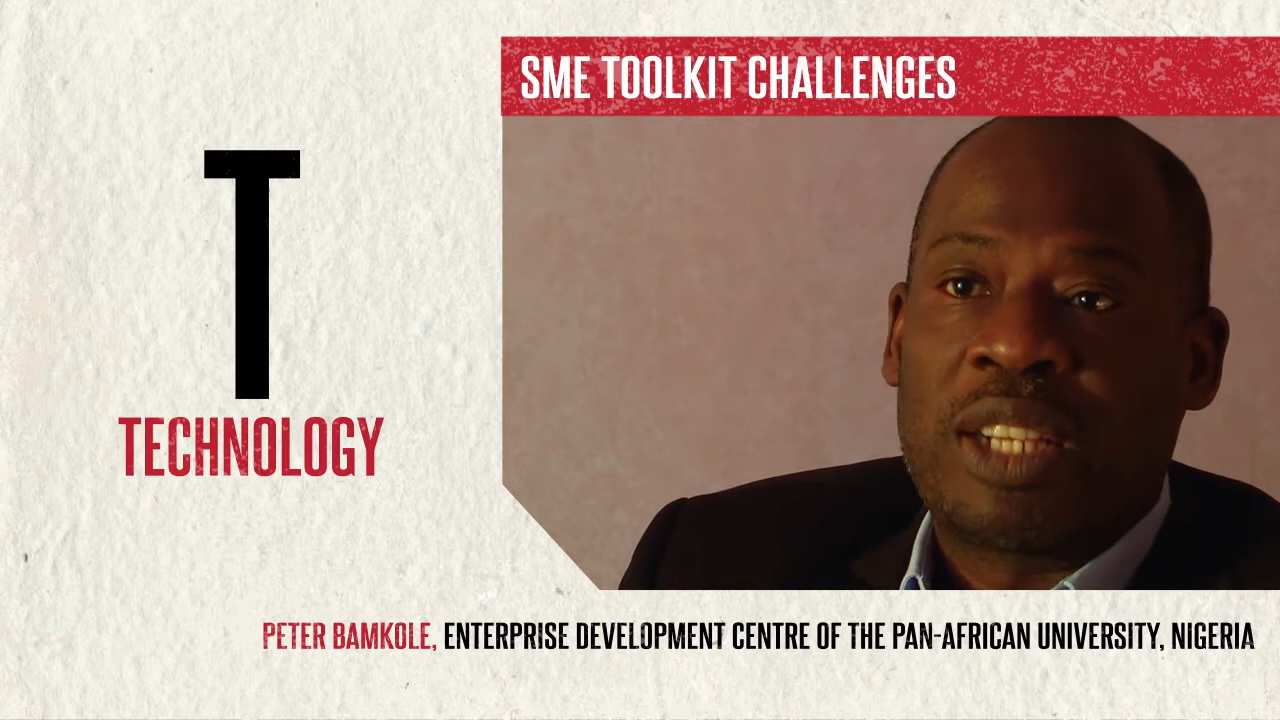 SME TOOLKIT CHALLENGES
T
TECHNOLOGY
PETER BAMKOLE, ENTERPRISE DEVELOPMENT CENTRE OF THE PAN-AFRICAN UNIVERSITY, NIGERIA